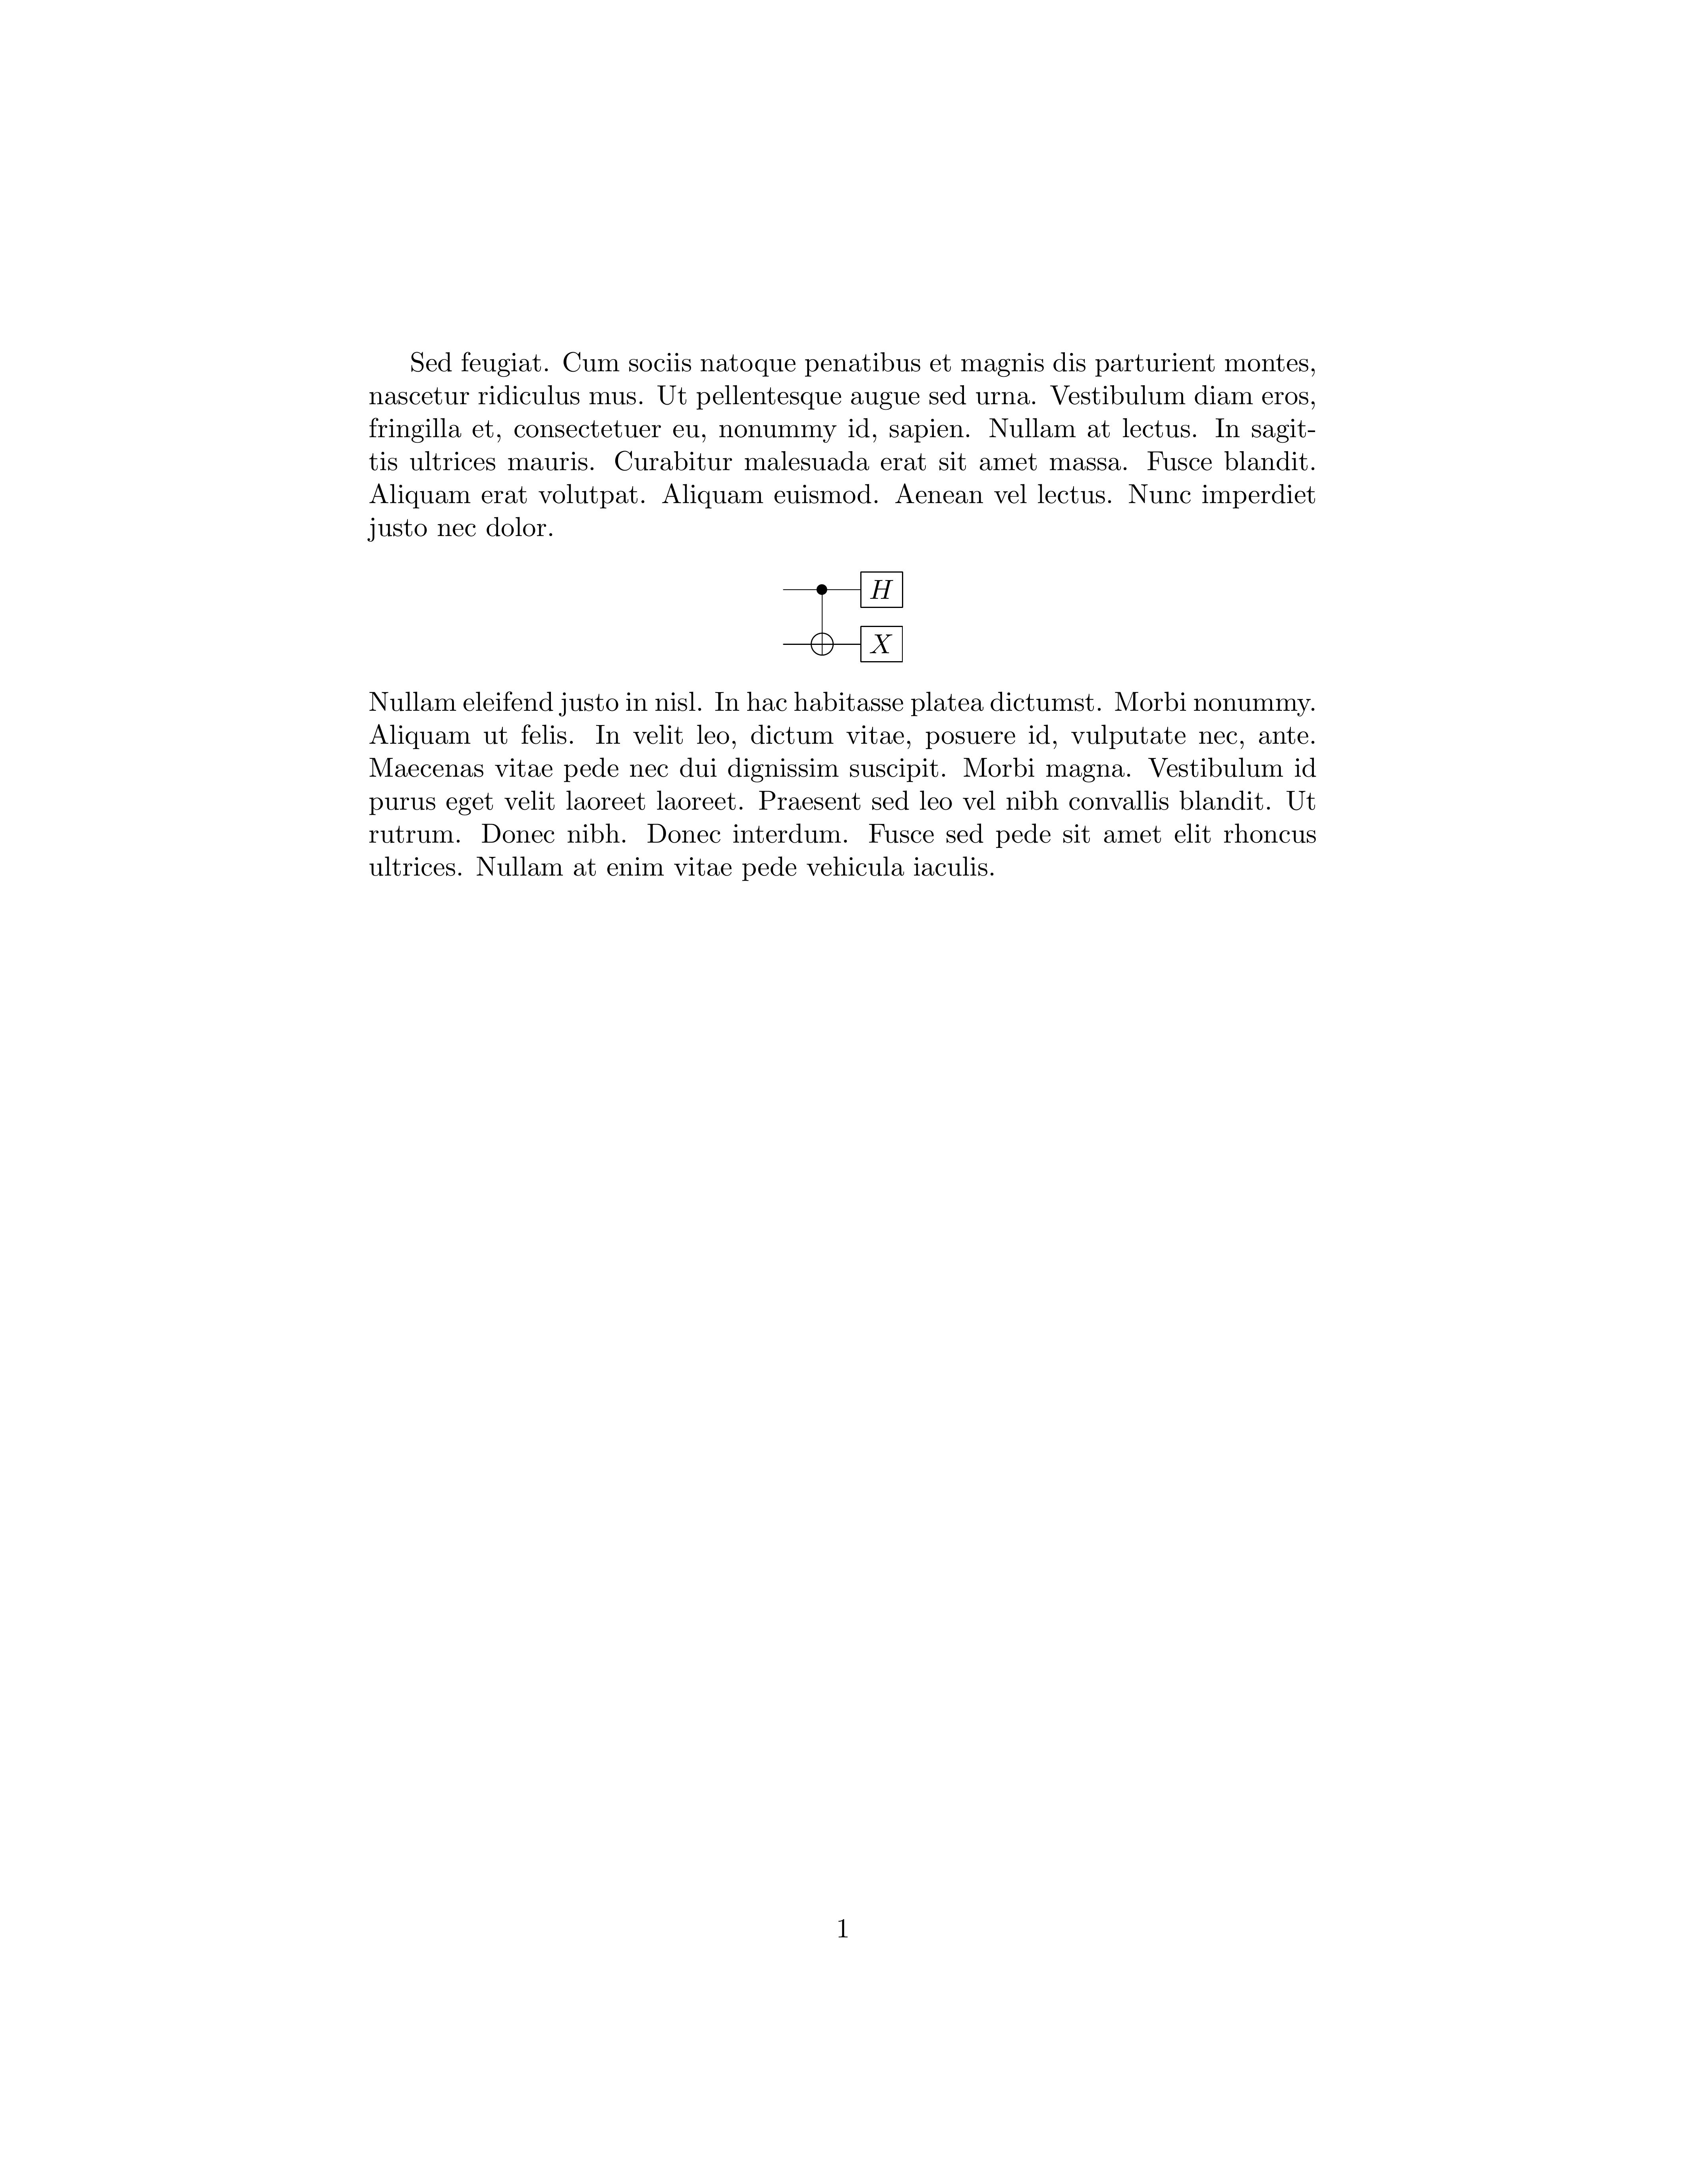 Sed feugiat. Cum sociis natoque penatibus et magnis dis parturient montes,
nascetur ridiculus mus. Ut pellentesque augue sed urna. Vestibulum diam eros,
fringilla et, consectetuer eu, nonummy id, sapien. Nullam at lectus. In sagit-
tis ultrices mauris. Curabitur malesuada erat sit amet massa. Fusce blandit.
Aliquam erat volutpat. Aliquam euismod. Aenean vel lectus. Nunc imperdiet
justo nec dolor.
H
X
Nullam eleifend justo in nisl. In hac habitasse platea dictumst. Morbi nonummy.
Aliquam ut felis. In velit leo, dictum vitae, posuere id, vulputate nec, ante.
Maecenas vitae pede nec dui dignissim suscipit. Morbi magna. Vestibulum id
purus eget velit laoreet laoreet. Praesent sed leo vel nibh convallis blandit. Ut
rutrum. Donec nibh. Donec interdum. Fusce sed pede sit amet elit rhoncus
ultrices. Nullam at enim vitae pede vehicula iaculis.
1